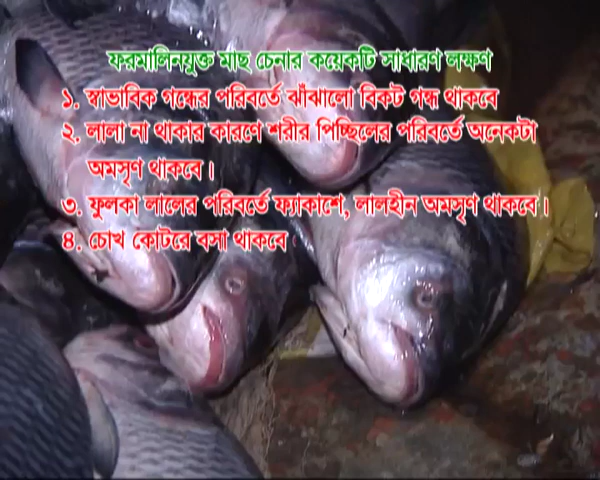 ফরমালিনযুক্ত মাছ চেনার কয়েকটি সাধারণ লক্ষণ
১. স্বাভাবিক গন্ধের পরিবর্তে ঝাঁঝালো বিকট গন্ধ থাকবে
২. লালা না থাকার কারণে শরীর পিচ্ছিলের পরিবর্তে অনেকটা
অমসৃণ থাকবে।
৩. ফুলকা লালের পরিবর্তে ফ্যাকাশে, লালহীন অমসৃণ থাকবে।
৪. চোখ কোটরে বসা থাকবে